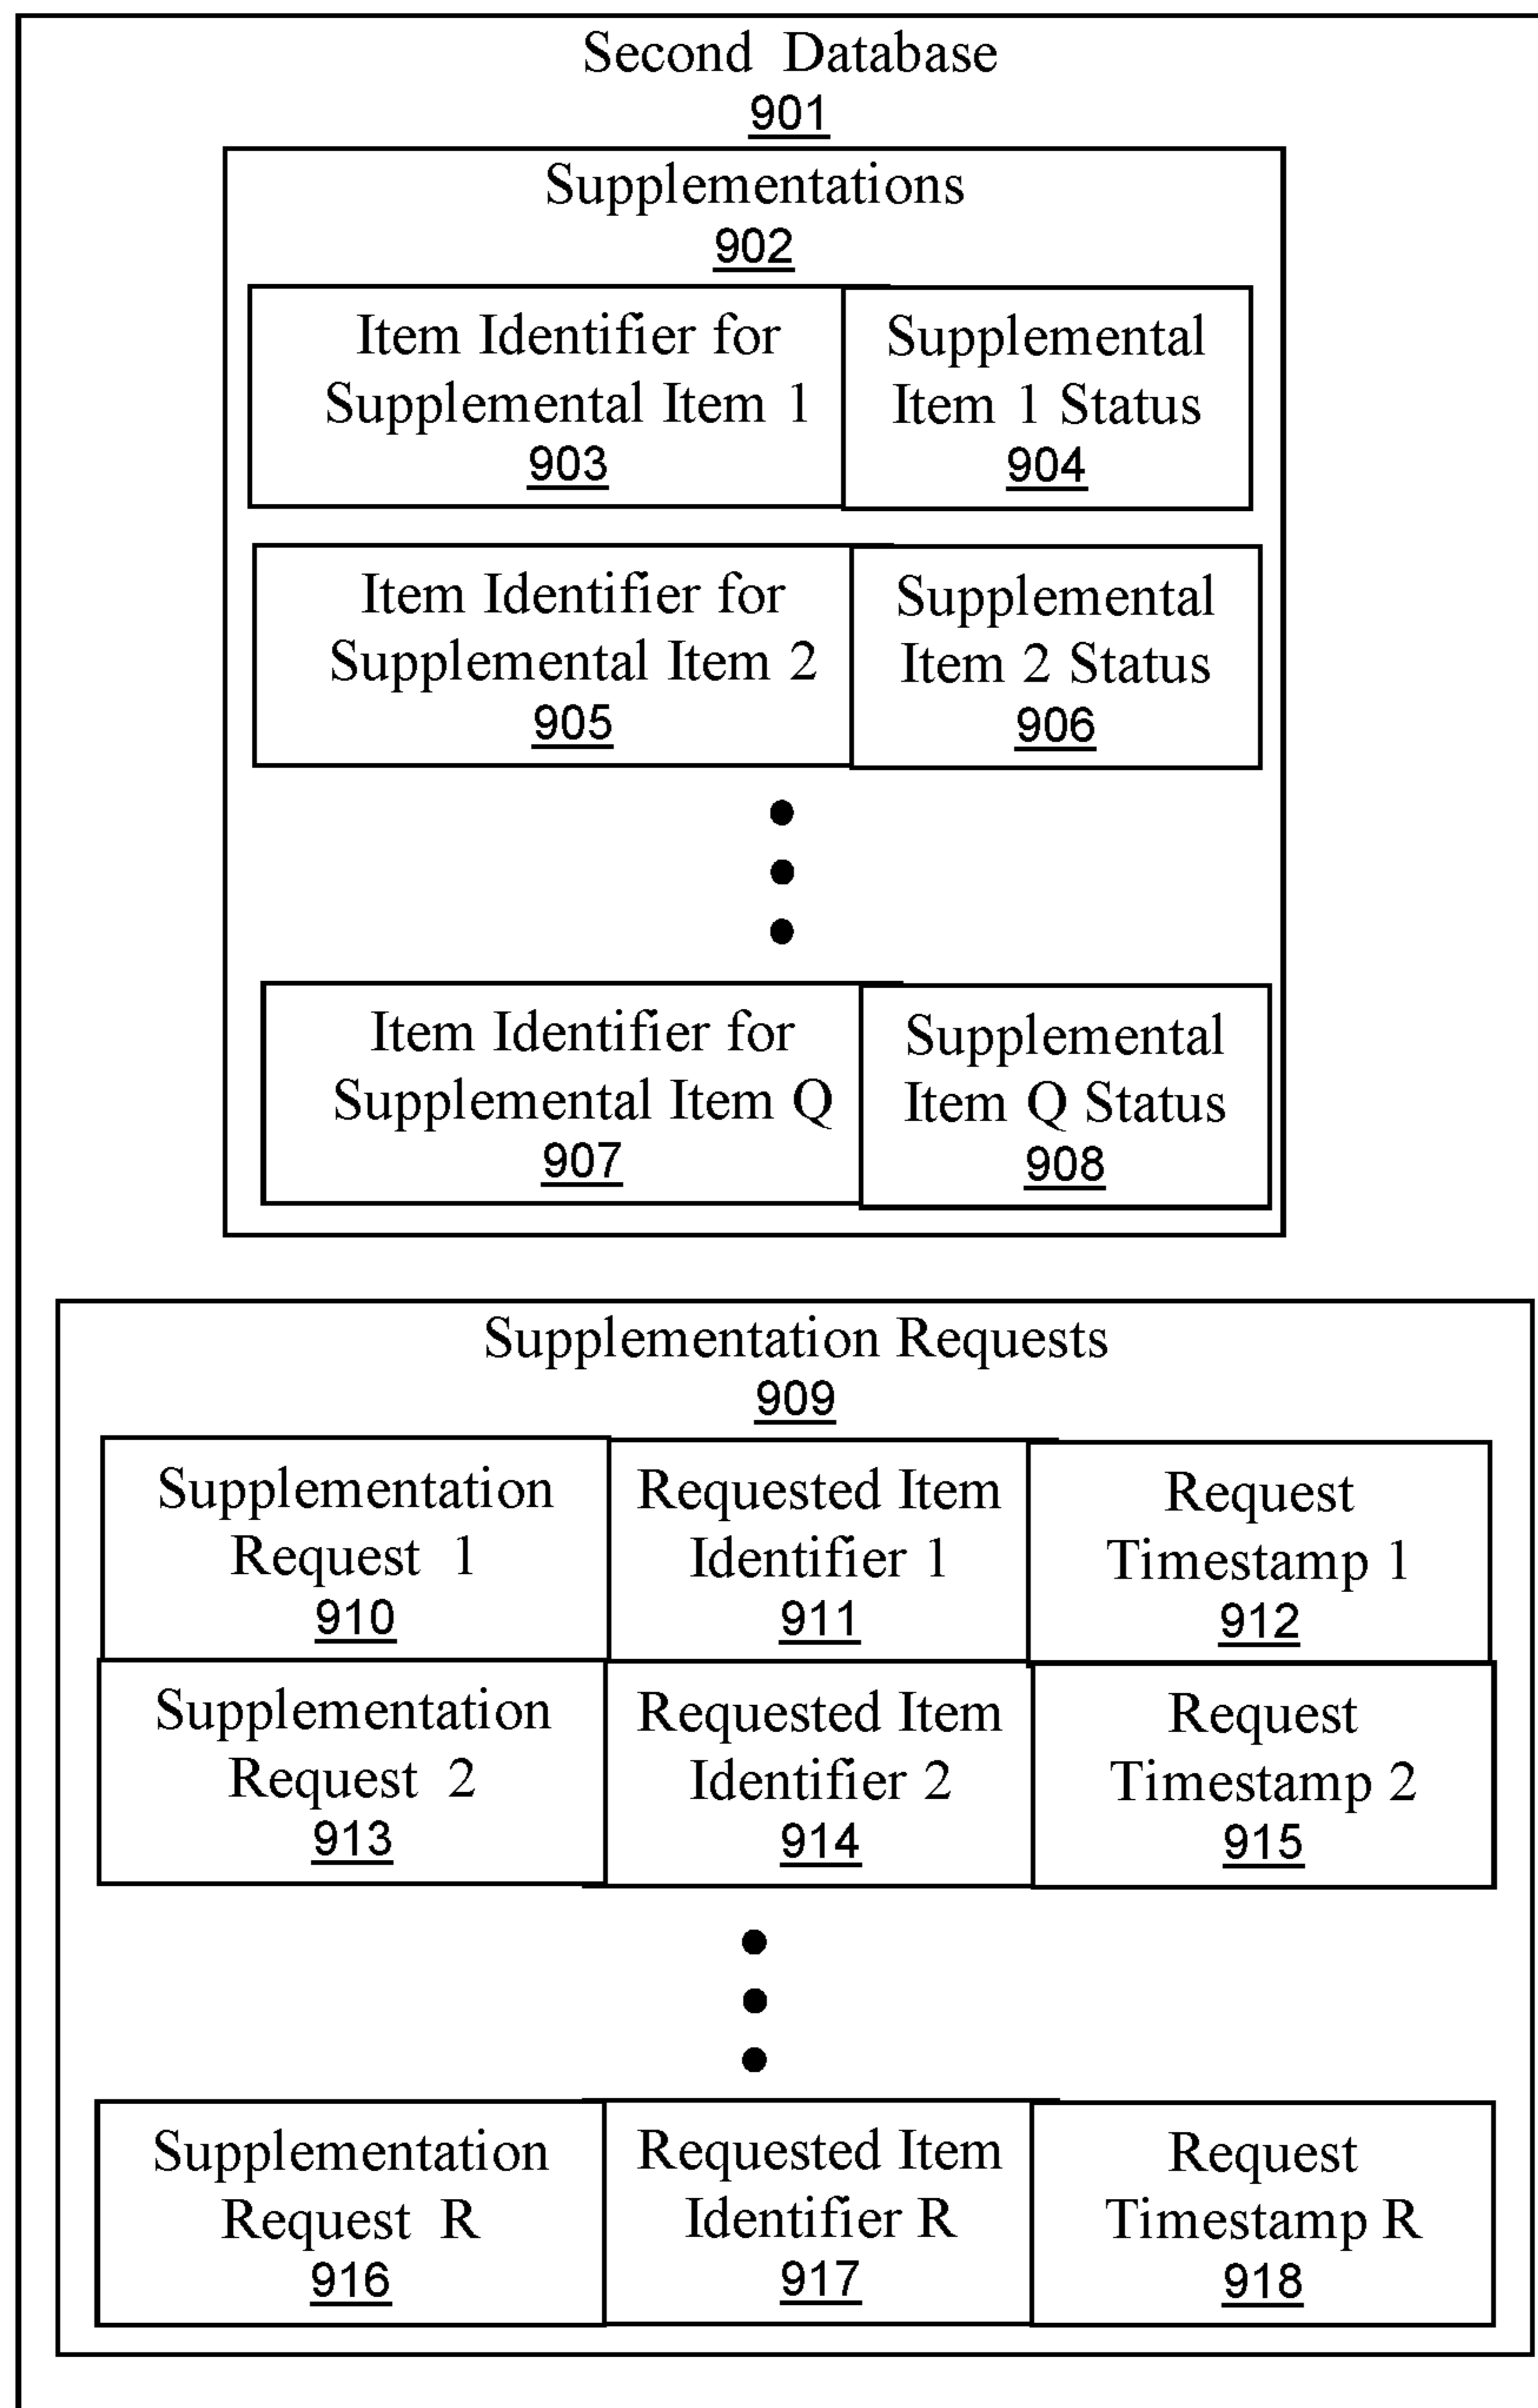 Second Database
901
Supplementations
902
Item Identifier for
Supplemental Item 1
903
Supplemental
Item 1 Status
904
Item Identifier for
Supplemental Item 2
905
Supplemental
Item 2 Status
906
Item Identifier for
Supplemental Item Q
907
Supplemental
Item Q Status
908
Supplementation Requests
909
Supplementation
Request 1
910
Requested Item
Identifier 1
911
Request
Timestamp 1
912
Supplementation
Request 2
913
Requested Item
Identifier 2
914
Request
Timestamp 2
915
Supplementation
Request R
916
Requested Item
Identifier R
917
Request
Timestamp R
918